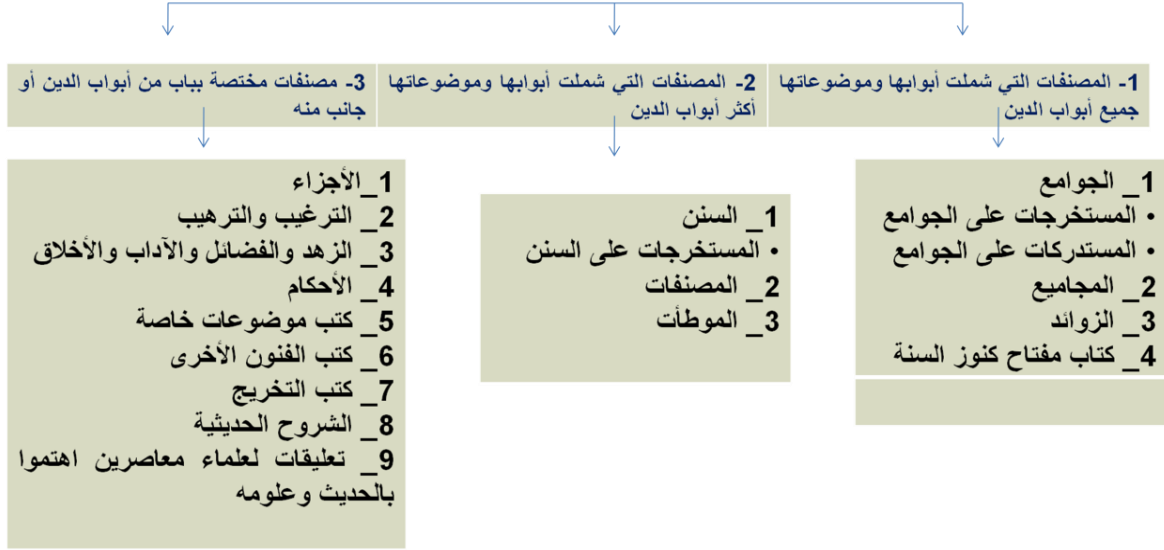 1- المصنفات التي شملت أبوابها وموضوعاتها
جميع أبواب الدين
2- المصنفات التي شملت أبوابها وموضوعاتها
أكثر أبواب الدين
3- مصنفات مختصة بباب من أبواب الدين أو
جانب منه
1_ الجوامع
• المستخرجات على الجوامع
• المستدركات على الجوامع
2_ المجاميع
3_ الزوائد
4_ كتاب مفتاح كنوز السنة
1_ السنن
• المستخرجات على السنن
2_ المصنفات
3_ الموطآت
1_ الأجزاء
2_ الترغيب والترهيب
3_ الزهد والفضائل والآداب والأخلاق
4_ الأحكام
5_ كتب موضوعات خاصة
6_ كتب الفنون الأخرى
7_ كتب التخريج
8_ الشروح الحديثية
9_ تعليقات لعلماء معاصرين اهتموا
بالحديث وعلومه